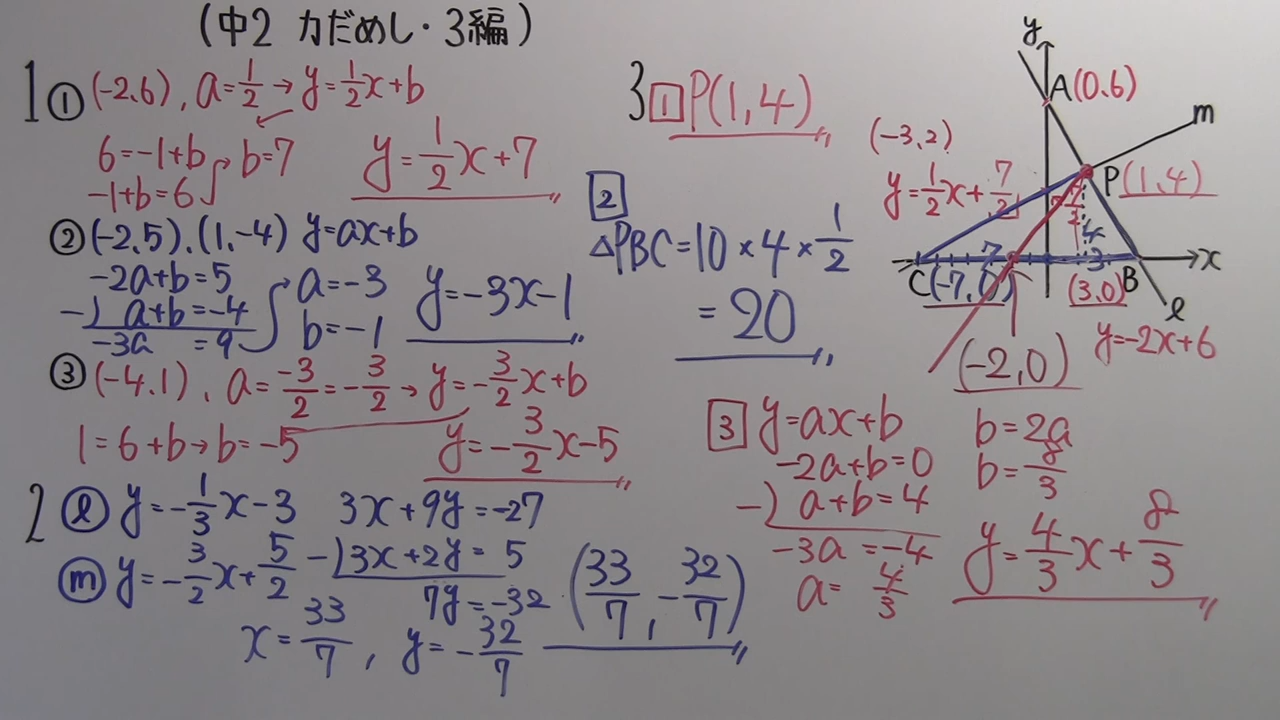 (中2 力だめし・3編)
1 ① (-2,6), a=1/2 → y=1/2x+b
6=-1+b
-1+b=6
b=7
y=1/2x+7
② (-2,5), (1,-4) y=ax+b
-2a+b=5
-) a+b=-4
-3a =9
a=-3
b=-1
y=-3x-1
③ (-4,1), a=-3/2=-3/2 → y=-3/2x+b
1=6+b→b=-5
y=-3/2x-5
2 ℓ y=-1/3x-3 3x+9y=-27
m y=-3/2x+5/2 -) 3x+2y=5
7y=-32
x=33/7, y=-32/7
(33/7, -32/7)
3 1 P(1,4)
2
△PBC=10×4×1/2
=20
y
A(0,6)
m
(-3,2)
y=1/2x+7/2
P(1,4)
4
7
3
x
C(-7,0)
(3,0)
B
ℓ
y=-2x+6
(-2,0)
3 y=ax+b
-2a+b=0
-) a+b=4
-3a=-4
a=4/3
b=2a
b=8/3
y=4/3x+8/3